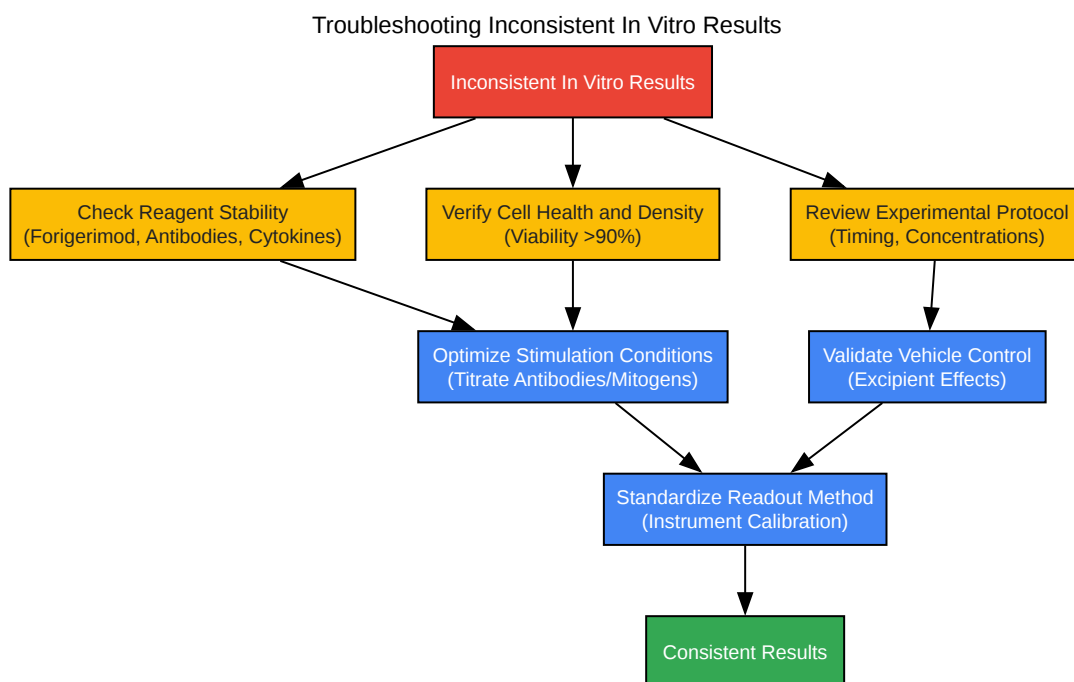 Troubleshooting Inconsistent In Vitro Results
Inconsistent In Vitro Results
Check Reagent Stability
(Forigerimod, Antibodies, Cytokines)
Verify Cell Health and Density
(Viability >90%)
Review Experimental Protocol
(Timing, Concentrations)
Optimize Stimulation Conditions
(Titrate Antibodies/Mitogens)
Validate Vehicle Control
(Excipient Effects)
Standardize Readout Method
(Instrument Calibration)
Consistent Results